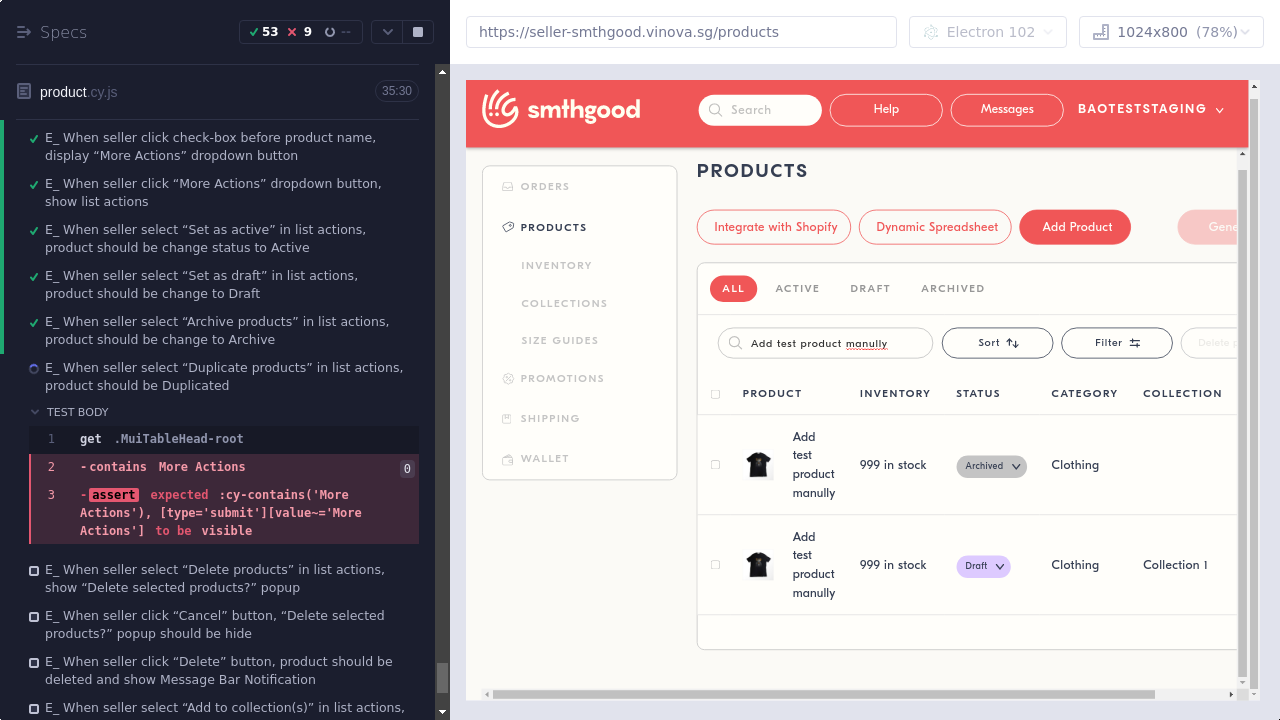 Specs
53
9
--
product.cy.js
35:30
E_ When seller click check-box before product name,
display “More Actions” dropdown button
E_ When seller click “More Actions” dropdown button,
show list actions
E_ When seller select “Set as active” in list actions,
product should be change status to Active
E_ When seller select “Set as draft” in list actions,
product should be change to Draft
E_ When seller select “Archive products” in list actions,
product should be change to Archive
E_ When seller select “Duplicate products” in list actions,
product should be Duplicated
TEST BODY
1 get .MuiTableHead-root
2 -contains More Actions 0
3 -assert expected :cy-contains('More
Actions'), [type='submit'][value~='More
Actions'] to be visible
E_ When seller select “Delete products” in list actions,
show “Delete selected products?” popup
E_ When seller click “Cancel” button, “Delete selected
products?” popup should be hide
E_ When seller click “Delete” button, product should be
deleted and show Message Bar Notification
E_ When seller select “Add to collection(s)” in list actions,
https://seller-smthgood.vinova.sg/products
Electron 102
1024x800 (78%)
smthgood
Search
Help
Messages
BAOTESTSTAGING
ORDERS
PRODUCTS
INVENTORY
COLLECTIONS
SIZE GUIDES
PROMOTIONS
SHIPPING
WALLET
PRODUCTS
Integrate with Shopify
Dynamic Spreadsheet
Add Product
Gene
ALL
ACTIVE
DRAFT
ARCHIVED
Add test product manully
Sort
Filter
Delete p
PRODUCT INVENTORY STATUS CATEGORY COLLECTION
Add
test
product
manully
999 in stock
Archived
Clothing
Add
test
product
manully
999 in stock
Draft
Clothing
Collection 1